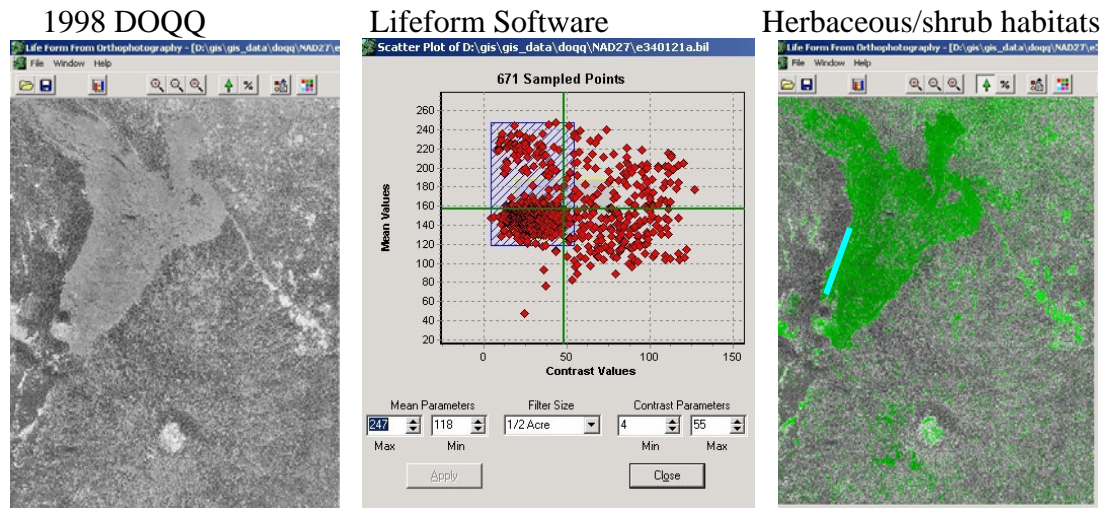 1998 DOQQ
Lifeform Software
Herbaceous/shrub habitats
Life Form From Orthophotography - [D:\gis\gis_data\doqq\NAD27\e
File Window Help
Scatter Plot of D:\gis\gis_data\doqq\NAD27\e340121a.bil
671 Sampled Points
Mean Values
260
240
220
200
180
160
140
120
100
80
60
40
20
0 50 100 150
Contrast Values
Mean Parameters Filter Size Contrast Parameters
247 118 1/2 Acre 4 55
Max Min Min Max
Apply Close
Life Form From Orthophotography - [D:\gis\gis_data\doqq\NAD27\e
File Window Help